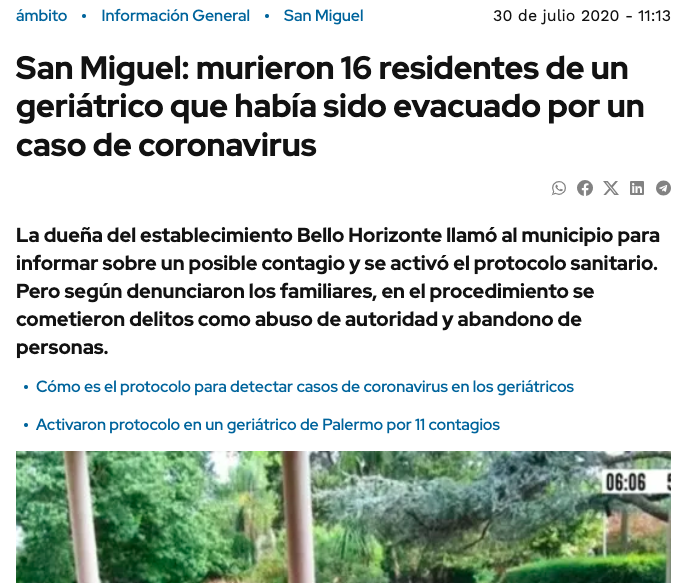 ámbito • Información General • San Miguel 30 de julio 2020 - 11:13
San Miguel: murieron 16 residentes de un
geriátrico que había sido evacuado por un
caso de coronavirus
La dueña del establecimiento Bello Horizonte llamó al municipio para
informar sobre un posible contagio y se activó el protocolo sanitario.
Pero según denunciaron los familiares, en el procedimiento se
cometieron delitos como abuso de autoridad y abandono de
personas.
• Cómo es el protocolo para detectar casos de coronavirus en los geriátricos
• Activaron protocolo en un geriátrico de Palermo por 11 contagios
06:06